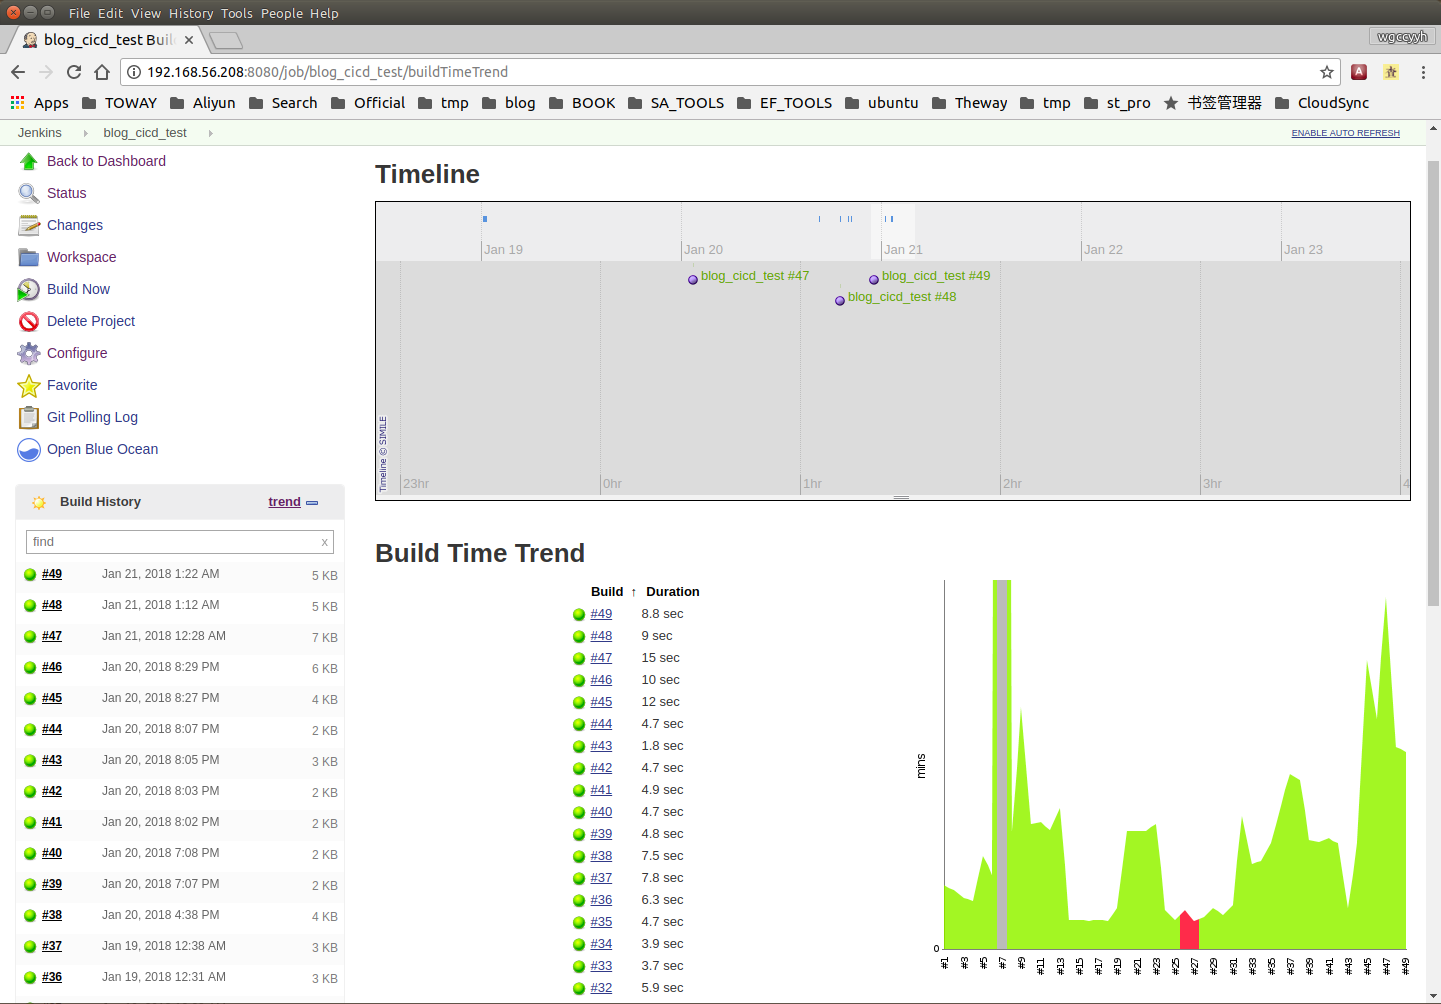 File Edit View History Tools People Help
blog_cicd_test Buil
wgccyyh
192.168.56.208:8080/job/blog_cicd_test/buildTimeTrend
Apps TOWAY Aliyun Search Official tmp blog BOOK SA_TOOLS EF_TOOLS ubuntu Theway tmp st_pro 书签管理器 CloudSync
Jenkins blog_cicd_test
ENABLE AUTO REFRESH
Back to Dashboard
Status
Changes
Workspace
Build Now
Delete Project
Configure
Favorite
Git Polling Log
Open Blue Ocean
Build History trend
find x
#49 Jan 21, 2018 1:22 AM 5 KB
#48 Jan 21, 2018 1:12 AM 5 KB
#47 Jan 21, 2018 12:28 AM 7 KB
#46 Jan 20, 2018 8:29 PM 6 KB
#45 Jan 20, 2018 8:27 PM 4 KB
#44 Jan 20, 2018 8:07 PM 2 KB
#43 Jan 20, 2018 8:05 PM 3 KB
#42 Jan 20, 2018 8:03 PM 2 KB
#41 Jan 20, 2018 8:02 PM 2 KB
#40 Jan 20, 2018 7:08 PM 2 KB
#39 Jan 20, 2018 7:07 PM 2 KB
#38 Jan 20, 2018 4:38 PM 4 KB
#37 Jan 19, 2018 12:38 AM 3 KB
#36 Jan 19, 2018 12:31 AM 3 KB
Timeline
Jan 19 Jan 20 Jan 21 Jan 22 Jan 23
blog_cicd_test #47 blog_cicd_test #49
blog_cicd_test #48
Timeline © SIMILE
23hr 0hr 1hr 2hr 3hr 4
Build Time Trend
Build ↑ Duration
#49 8.8 sec
#48 9 sec
#47 15 sec
#46 10 sec
#45 12 sec
#44 4.7 sec
#43 1.8 sec
#42 4.7 sec
#41 4.9 sec
#40 4.7 sec
#39 4.8 sec
#38 7.5 sec
#37 7.8 sec
#36 6.3 sec
#35 4.7 sec
#34 3.9 sec
#33 3.7 sec
#32 5.9 sec
mins
0
#1 #3 #5 #7 #9 #11 #13 #15 #17 #19 #21 #23 #25 #27 #29 #31 #33 #35 #37 #39 #41 #43 #45 #47 #49